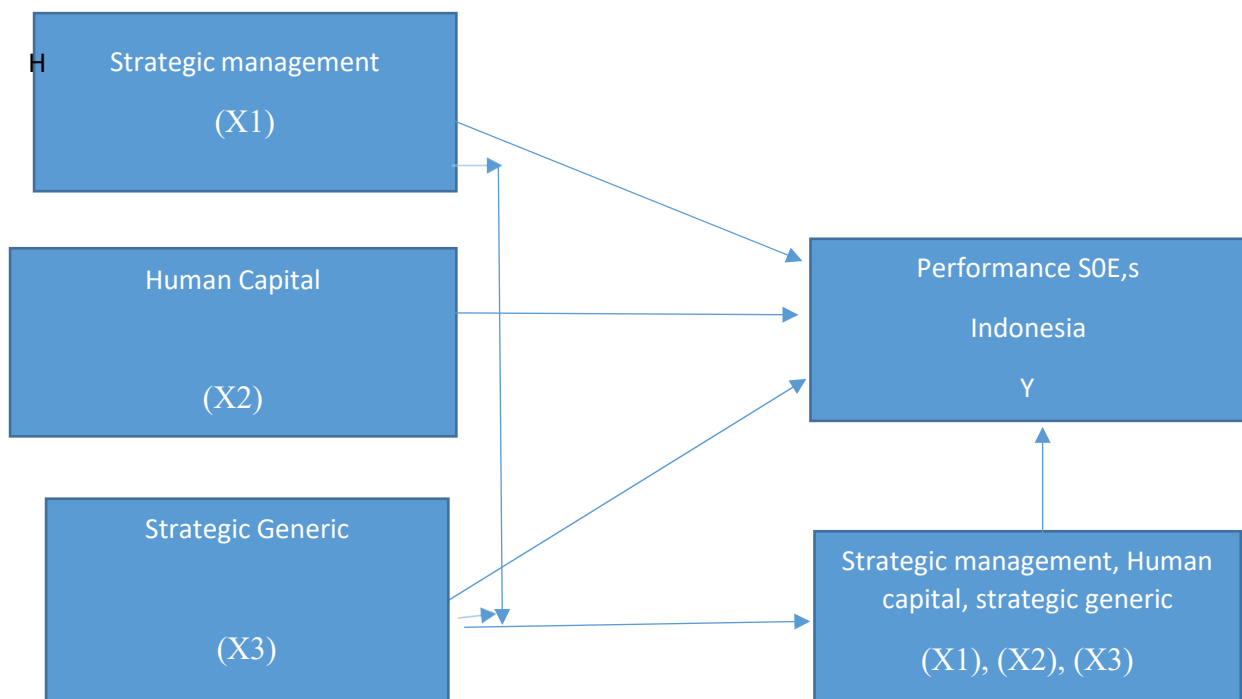 H
Strategic management
(X1)
Human Capital
(X2)
Strategic Generic
(X3)
Performance S0E,s
Indonesia
Y
Strategic management, Human
capital, strategic generic
(X1), (X2), (X3)